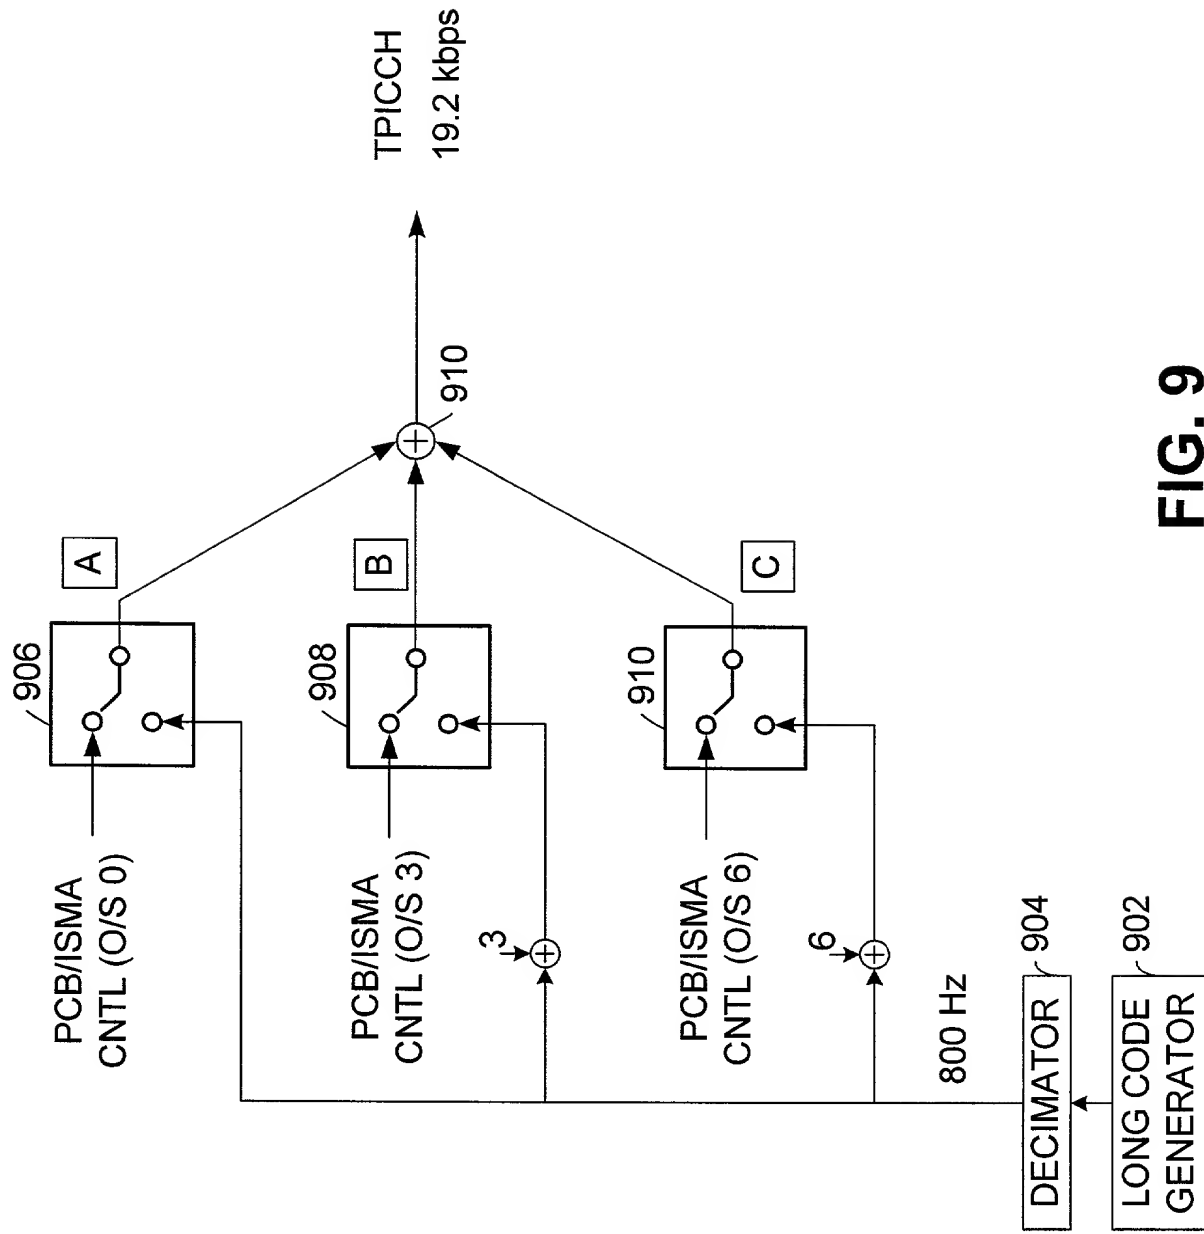 906
A
PCB/ISMA
CNTL (O/S 0)
908
B
PCB/ISMA
CNTL (O/S 3)
3
910
C
PCB/ISMA
CNTL (O/S 6)
6
910
TPICCH
19.2 kbps
800 Hz
DECIMATOR
904
LONG CODE
GENERATOR
902
FIG. 9